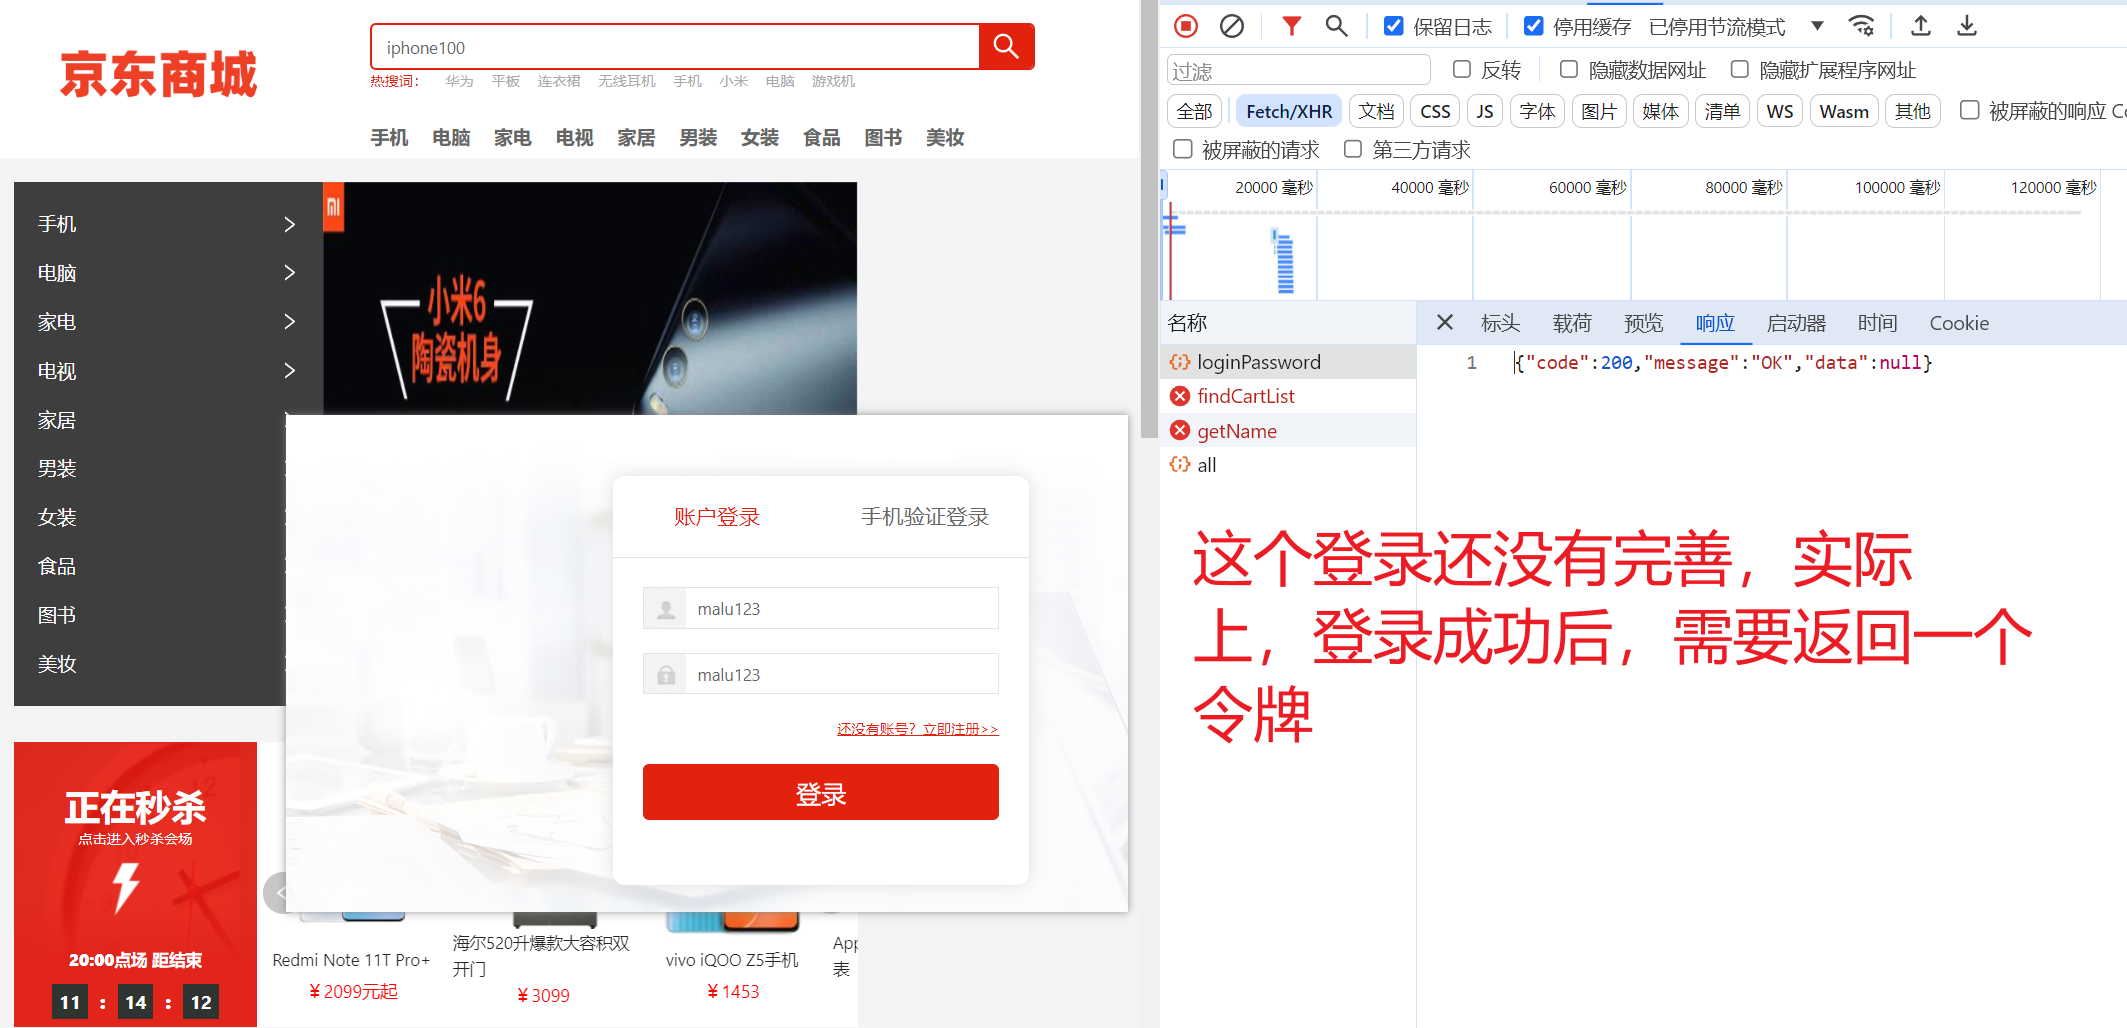 京东商城
iphone100
热搜词： 华为 平板 连衣裙 无线耳机 手机 小米 电脑 游戏机
手机 电脑 家电 电视 家居 男装 女装 食品 图书 美妆
手机
电脑
家电
电视
家居
男装
女装
食品
图书
美妆
小米6
陶瓷机身
账户登录 手机验证登录
malu123
malu123
还没有账号？立即注册>>
登录
正在秒杀
点击进入秒杀会场
20:00点场 距结束
11 : 14 : 12
Redmi Note 11T Pro+
¥2099元起
海尔520升爆款大容积双
开门
¥3099
vivo iQOO Z5手机
¥1453
App
表
保留日志 停用缓存 已停用节流模式
过滤 反转 隐藏数据网址 隐藏扩展程序网址
全部 Fetch/XHR 文档 CSS JS 字体 图片 媒体 清单 WS Wasm 其他 被屏蔽的响应 Co
被屏蔽的请求 第三方请求
20000 毫秒 40000 毫秒 60000 毫秒 80000 毫秒 100000 毫秒 120000 毫秒
名称 标头 载荷 预览 响应 启动器 时间 Cookie
loginPassword
findCartList
getName
all
1 {"code":200,"message":"OK","data":null}
这个登录还没有完善，实际
上，登录成功后，需要返回一个
令牌